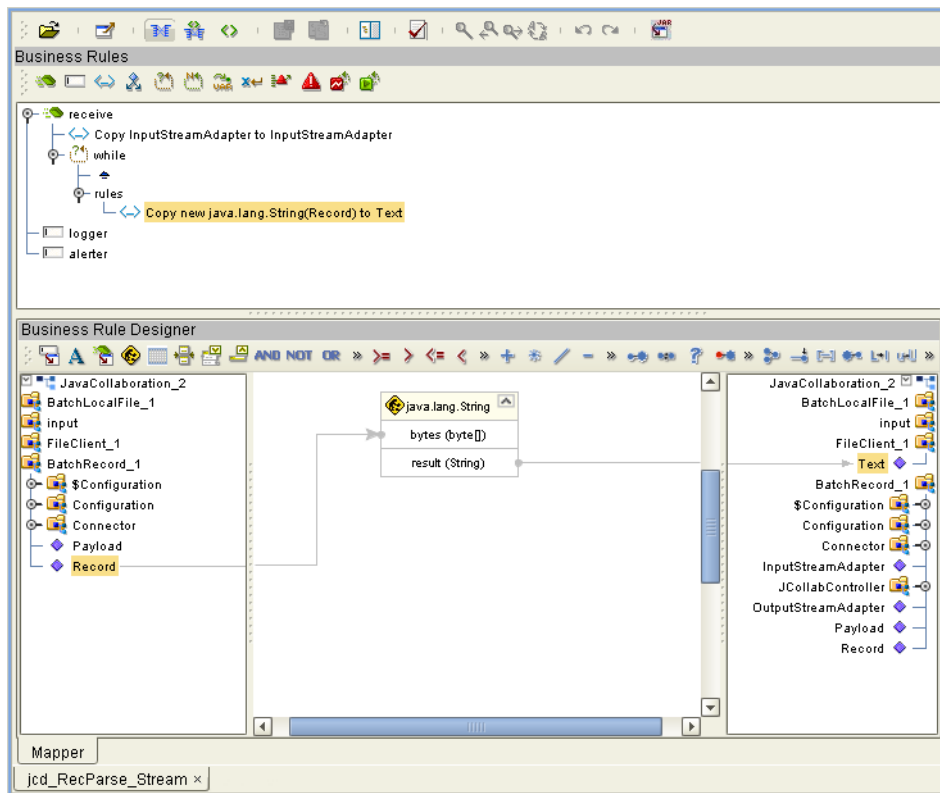 JAR
Business Rules
receive
Copy InputStreamAdapter to InputStreamAdapter
while
rules
Copy new java.lang.String(Record) to Text
logger
alerter
Business Rule Designer
A AND NOT OR » >= > <= < » + * / - » ? » »
JavaCollaboration_2
BatchLocalFile_1
input
FileClient_1
BatchRecord_1
$Configuration
Configuration
Connector
Payload
Record
java.lang.String
bytes (byte[])
result (String)
JavaCollaboration_2
BatchLocalFile_1
input
FileClient_1
Text
BatchRecord_1
$Configuration
Configuration
Connector
InputStreamAdapter
JCollabController
OutputStreamAdapter
Payload
Record
Mapper
jcd_RecParse_Stream ×